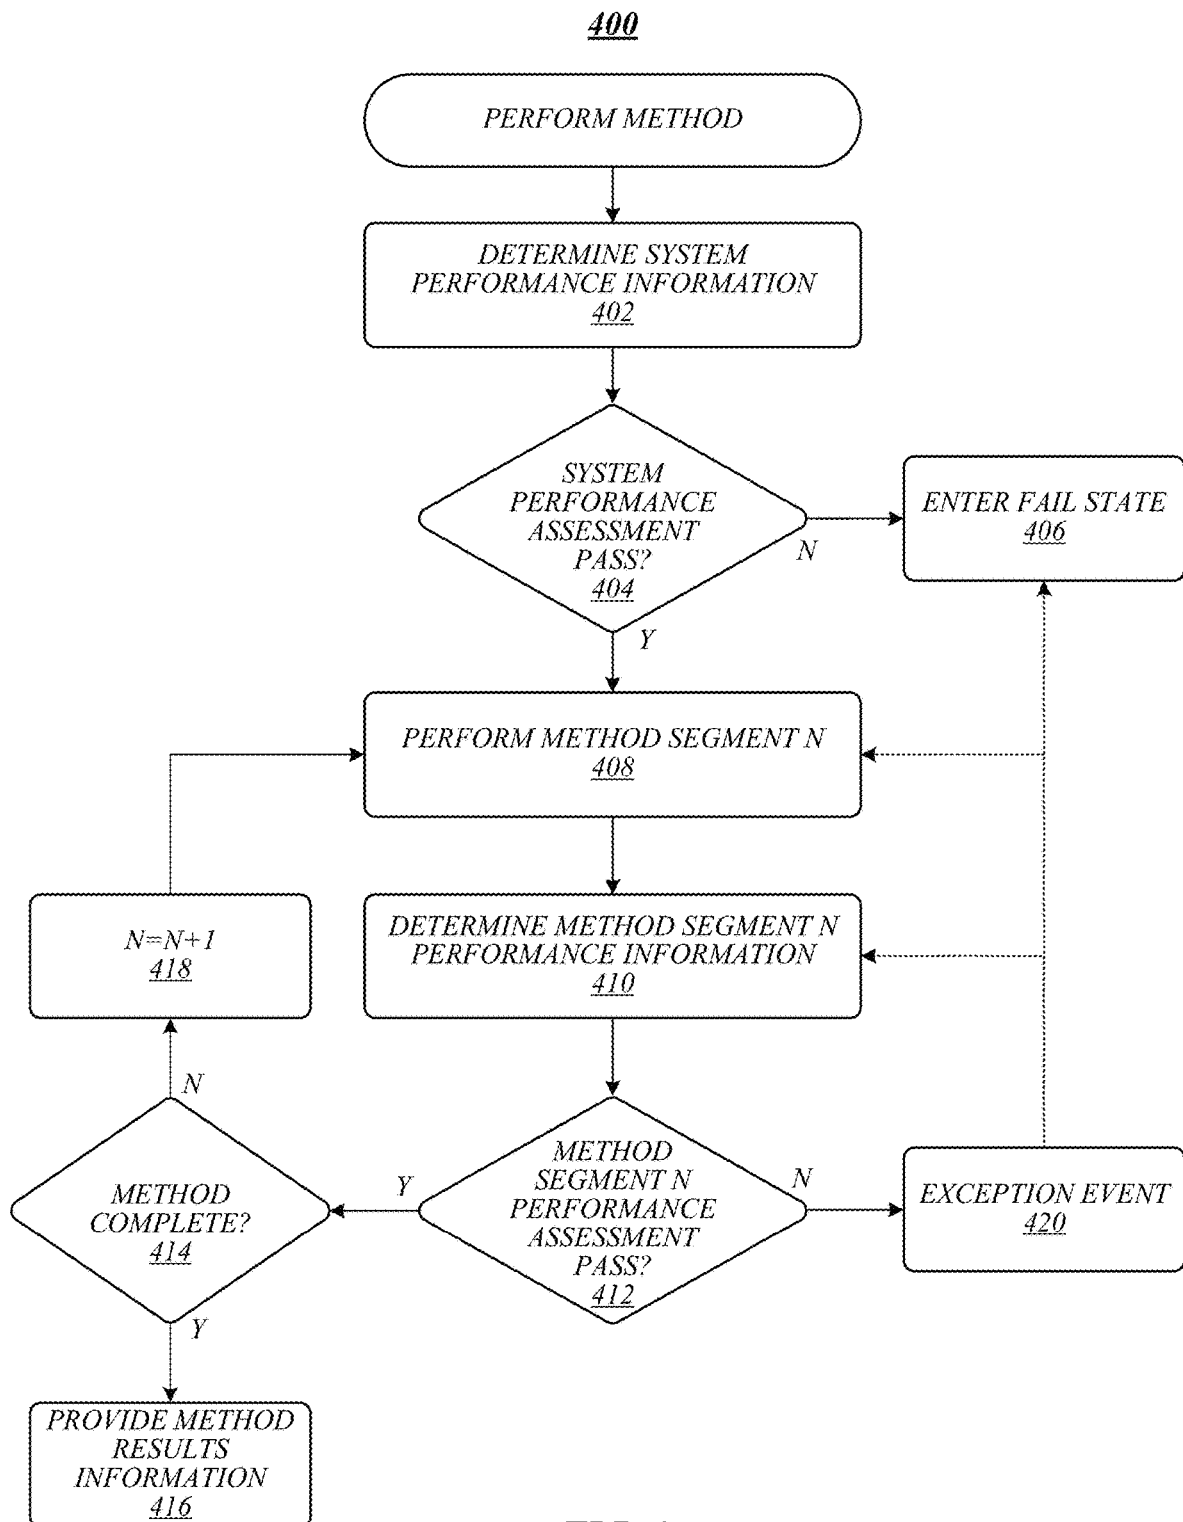 400
PERFORM METHOD
DETERMINE SYSTEM
PERFORMANCE INFORMATION
402
SYSTEM
PERFORMANCE
ASSESSMENT
PASS?
404
N
Y
ENTER FAIL STATE
406
PERFORM METHOD SEGMENT N
408
DETERMINE METHOD SEGMENT N
PERFORMANCE INFORMATION
410
N=N+1
418
N
METHOD
COMPLETE?
414
Y
Y
METHOD
SEGMENT N
PERFORMANCE
ASSESSMENT
PASS?
412
N
EXCEPTION EVENT
420
PROVIDE METHOD
RESULTS
INFORMATION
416